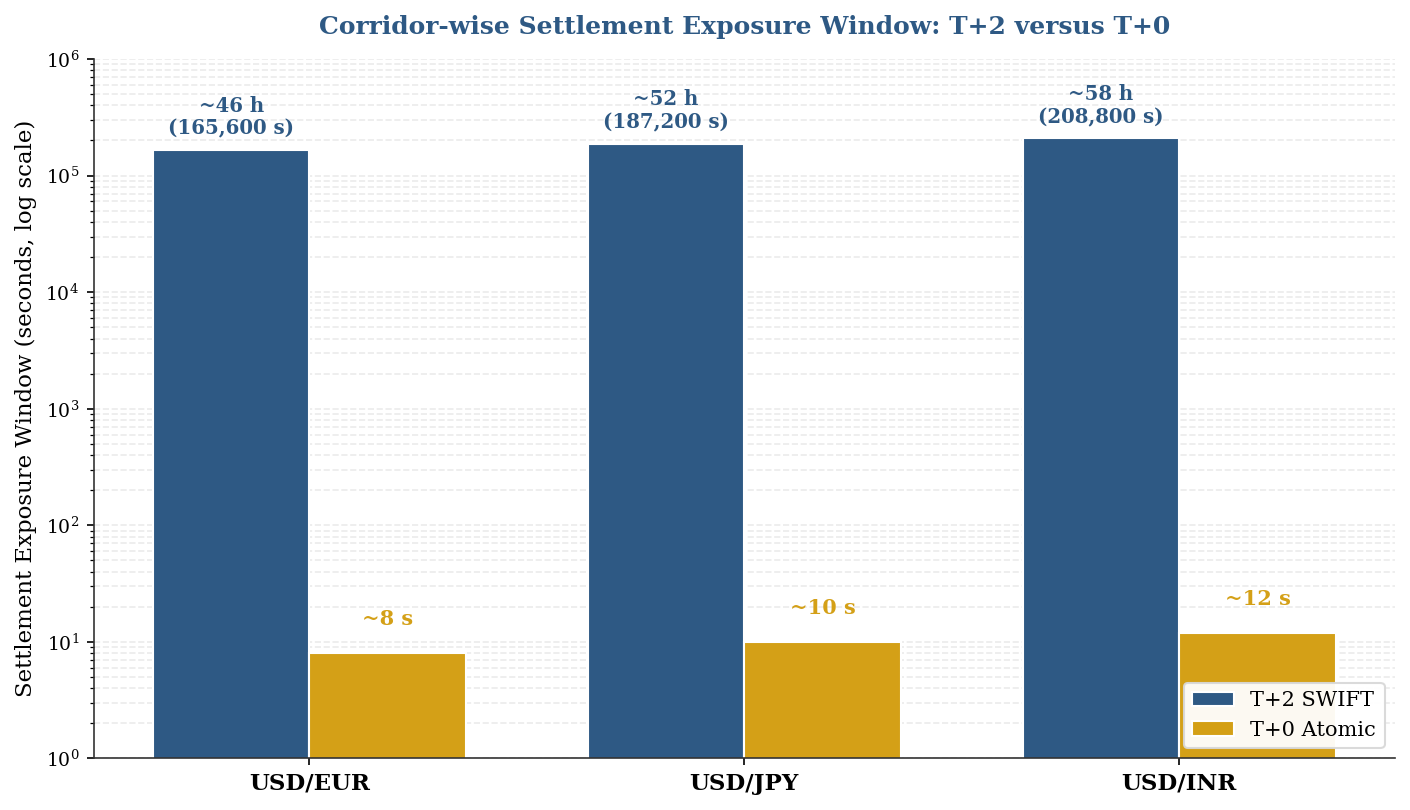 Corridor-wise Settlement Exposure Window: T+2 versus T+0
Settlement Exposure Window (seconds, log scale)
10⁶
10⁵
10⁴
10³
10²
10¹
10⁰
~46 h
(165,600 s)
~8 s
~52 h
(187,200 s)
~10 s
~58 h
(208,800 s)
~12 s
T+2 SWIFT
T+0 Atomic
USD/EUR
USD/JPY
USD/INR